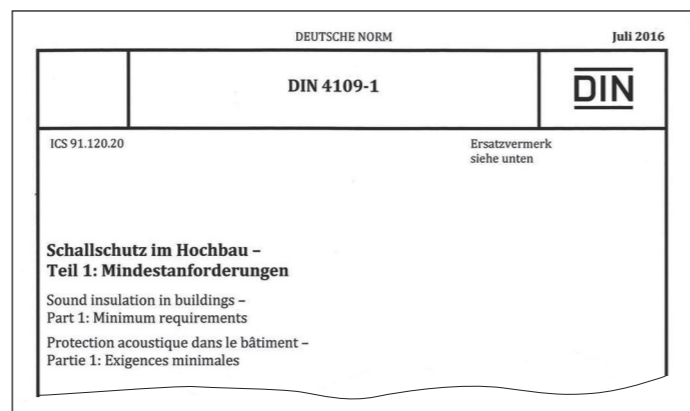 DEUTSCHE NORM
Juli 2016
DIN 4109-1
DIN
ICS 91.120.20
Ersatzvermerk
siehe unten
Schallschutz im Hochbau –
Teil 1: Mindestanforderungen
Sound insulation in buildings –
Part 1: Minimum requirements
Protection acoustique dans le bâtiment –
Partie 1: Exigences minimales